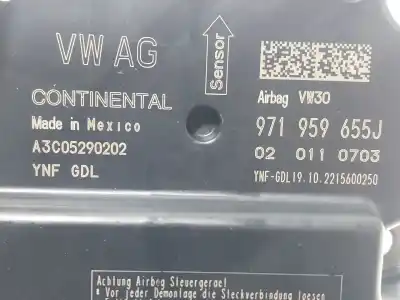 VW AG
Sensor
CONTINENTAL
Airbag VW30
Made in Mexico
971 959 655J
A3C05290202
02 011 0703
YNF GDL
YNF-GDL19.10.2215600250
Achtung Airbag Steuergerae!
* Vor jeder Demontage die Steckverbindung loesen